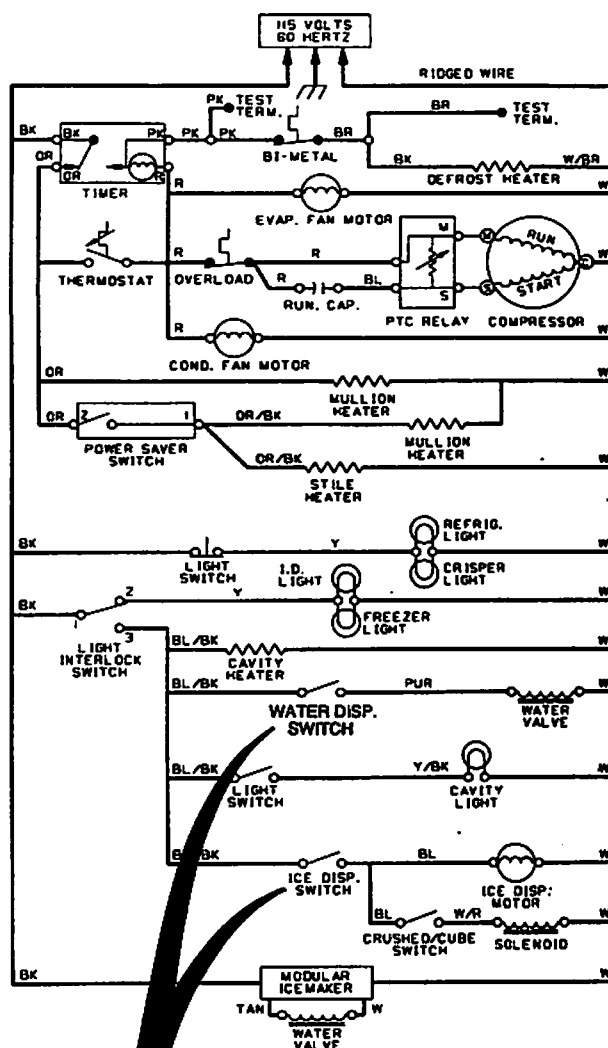 115 VOLTS
60 HERTZ
RIDGED WIRE
PK TEST TERM.
BR TEST TERM.
BK BK PK PK PK BR
BI-METAL
OR OR R
BK W/BR
TIMER
DEFROST HEATER
R W
EVAP. FAN MOTOR
M RUN
R R M W
THERMOSTAT OVERLOAD C
R BL S S START
RUN. CAP. PTC RELAY COMPRESSOR
R W
COND. FAN MOTOR
OR W
MULLION
HEATER
OR 2 1 OR/BK
POWER SAVER
SWITCH
MULLION
HEATER
OR/BK W
STILE
HEATER
REFRIG.
LIGHT
BK Y W
LIGHT
SWITCH
CRISPER
LIGHT
I.D.
LIGHT
2 Y W
BK
FREEZER
LIGHT
1 3
LIGHT
INTERLOCK
SWITCH
BL/BK W
CAVITY
HEATER
BL/BK PUR W
WATER DISP.
SWITCH
WATER
VALVE
BL/BK Y/BK W
LIGHT
SWITCH
CAVITY
LIGHT
BK BL W
ICE DISP.
SWITCH
ICE DISP.
MOTOR
BL W/R W
CRUSHED/CUBE
SWITCH
SOLENOID
BK MODULAR W
ICEMAKER
TAN W
WATER
VALVE